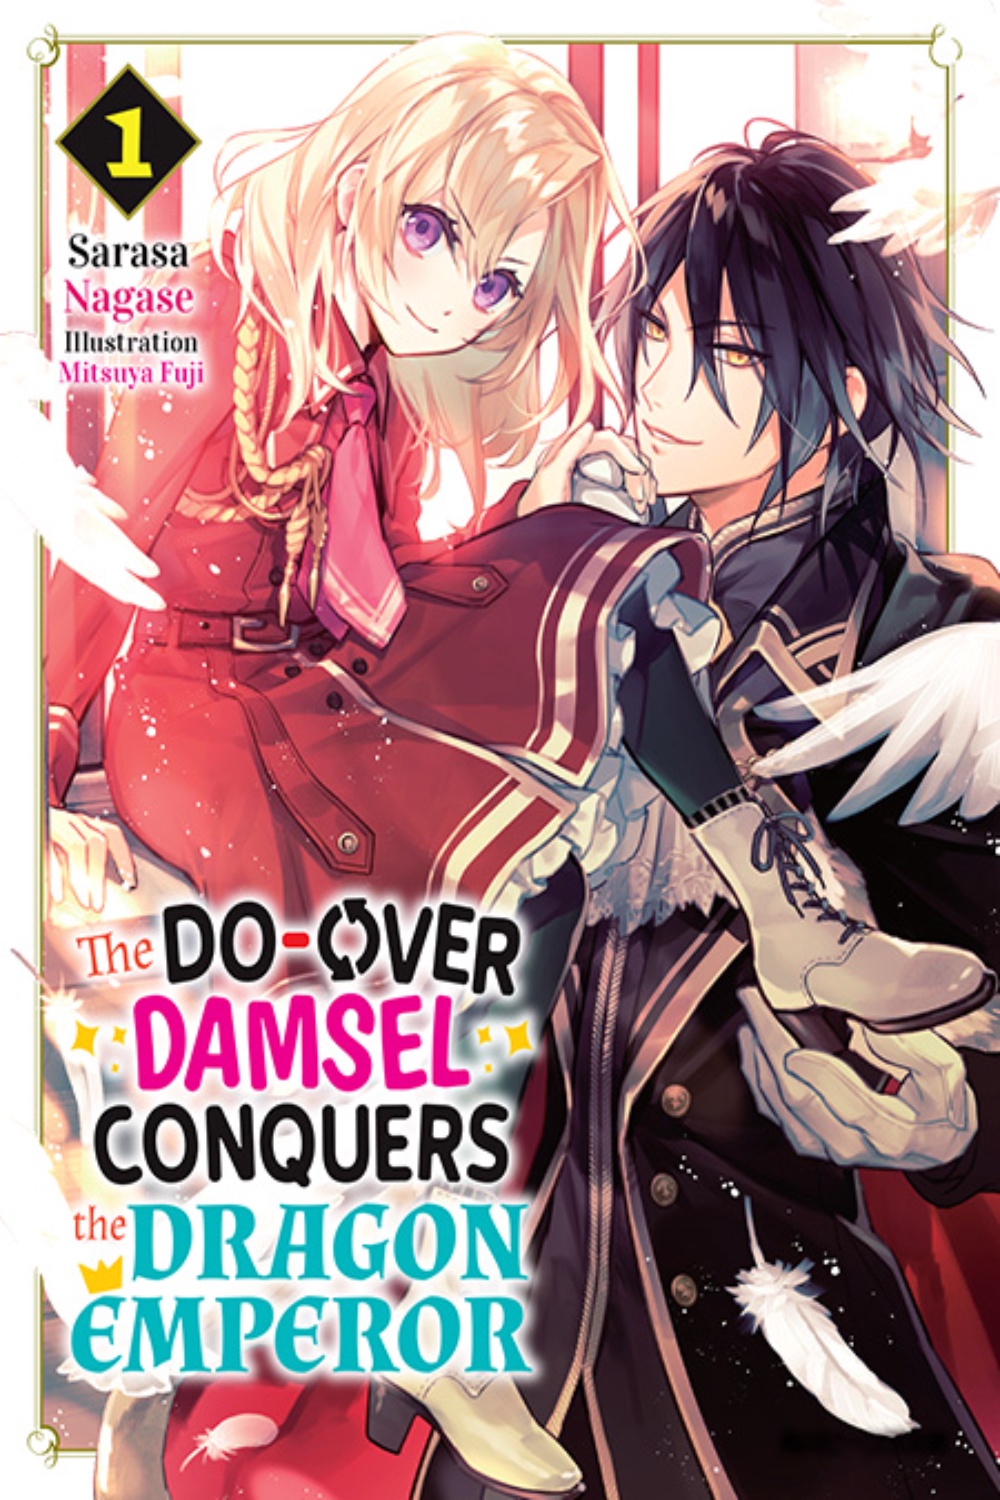 1
Sarasa
Nagase
Illustration
Mitsuya Fuji
The DO-OVER
DAMSEL
CONQUERS
the DRAGON
EMPEROR